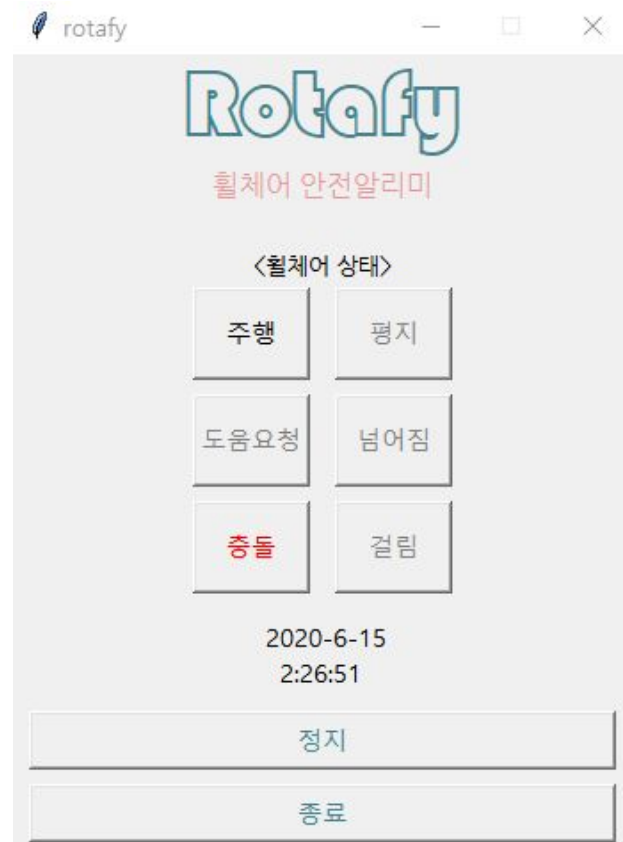 rotafy
Rotafy
휠체어 안전알리미
<휠체어 상태>
주행 평지
도움요청 넘어짐
충돌 걸림
2020-6-15
2:26:51
정지
종료